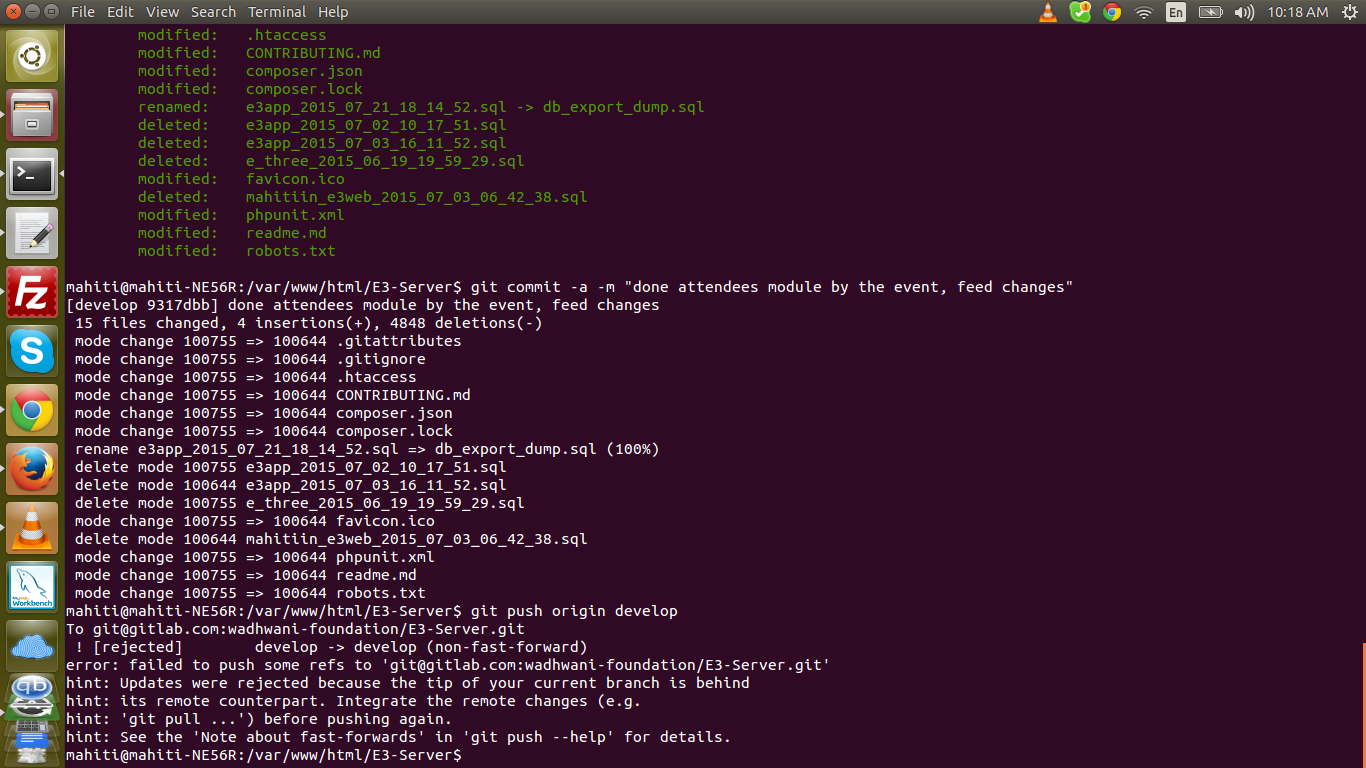 File Edit View Search Terminal Help
En 10:18 AM
modified: .htaccess
modified: CONTRIBUTING.md
modified: composer.json
modified: composer.lock
renamed: e3app_2015_07_21_18_14_52.sql -> db_export_dump.sql
deleted: e3app_2015_07_02_10_17_51.sql
deleted: e3app_2015_07_03_16_11_52.sql
deleted: e_three_2015_06_19_19_59_29.sql
modified: favicon.ico
deleted: mahitiin_e3web_2015_07_03_06_42_38.sql
modified: phpunit.xml
modified: readme.md
modified: robots.txt
mahiti@mahiti-NE56R:/var/www/html/E3-Server$ git commit -a -m "done attendees module by the event, feed changes"
[develop 9317dbb] done attendees module by the event, feed changes
15 files changed, 4 insertions(+), 4848 deletions(-)
mode change 100755 => 100644 .gitattributes
mode change 100755 => 100644 .gitignore
mode change 100755 => 100644 .htaccess
mode change 100755 => 100644 CONTRIBUTING.md
mode change 100755 => 100644 composer.json
mode change 100755 => 100644 composer.lock
rename e3app_2015_07_21_18_14_52.sql => db_export_dump.sql (100%)
delete mode 100755 e3app_2015_07_02_10_17_51.sql
delete mode 100644 e3app_2015_07_03_16_11_52.sql
delete mode 100755 e_three_2015_06_19_19_59_29.sql
mode change 100755 => 100644 favicon.ico
delete mode 100644 mahitiin_e3web_2015_07_03_06_42_38.sql
mode change 100755 => 100644 phpunit.xml
mode change 100755 => 100644 readme.md
mode change 100755 => 100644 robots.txt
mahiti@mahiti-NE56R:/var/www/html/E3-Server$ git push origin develop
To git@gitlab.com:wadhwani-foundation/E3-Server.git
! [rejected] develop -> develop (non-fast-forward)
error: failed to push some refs to 'git@gitlab.com:wadhwani-foundation/E3-Server.git'
hint: Updates were rejected because the tip of your current branch is behind
hint: its remote counterpart. Integrate the remote changes (e.g.
hint: 'git pull ...') before pushing again.
hint: See the 'Note about fast-forwards' in 'git push --help' for details.
mahiti@mahiti-NE56R:/var/www/html/E3-Server$
>_
Fz
S
MySQL
Workbench
qb